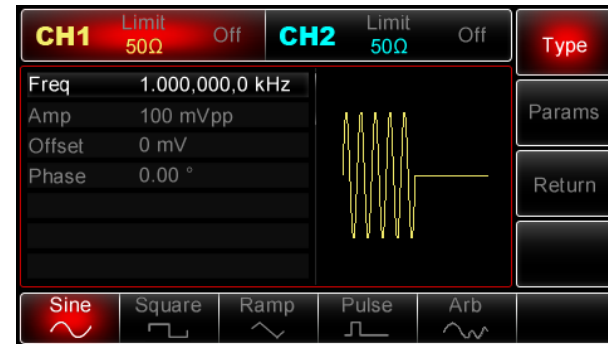 CH1 Limit 50Ω Off CH2 Limit 50Ω Off
Type
Freq 1.000,000,0 kHz
Amp 100 mVpp
Offset 0 mV
Phase 0.00 °
Params
Return
Sine Square Ramp Pulse Arb